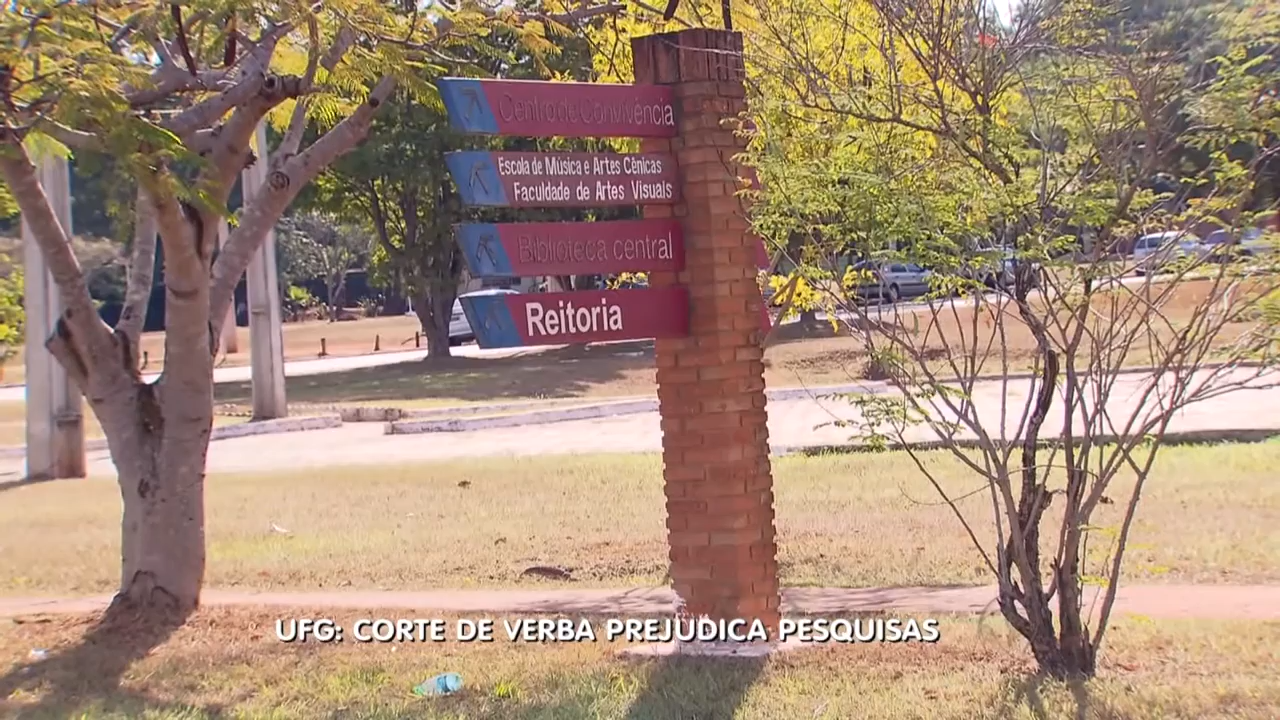 Centro de Convivência
Escola de Música e Artes Cênicas
Faculdade de Artes Visuais
Biblioteca central
Reitoria
UFG: CORTE DE VERBA PREJUDICA PESQUISAS